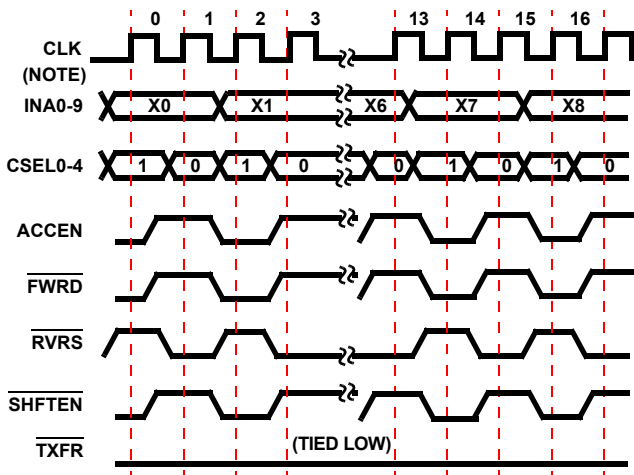 0 1 2 3 13 14 15 16
CLK
(NOTE)
INA0-9 X0 X1 X6 X7 X8
CSEL0-4 1 0 1 0 0 1 0 1 0
ACCEN
FWRD
RVRS
SHFTEN
TXFR (TIED LOW)